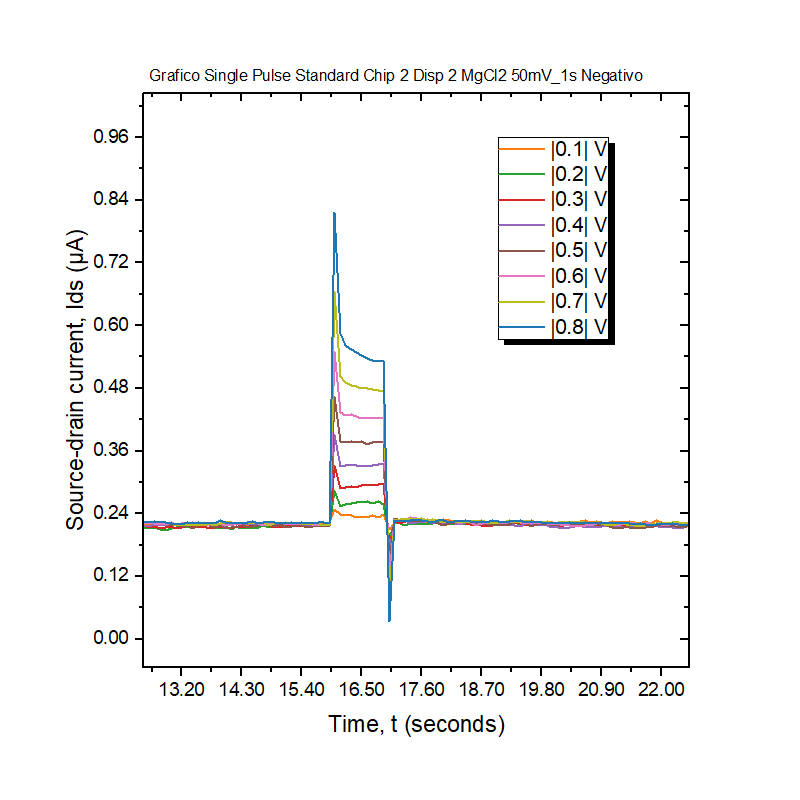 Grafico Single Pulse Standard Chip 2 Disp 2 MgCl2 50mV_1s Negativo
0.96
0.84
0.72
0.60
0.48
0.36
0.24
0.12
0.00
Source-drain current, Ids (µA)
|0.1| V
|0.2| V
|0.3| V
|0.4| V
|0.5| V
|0.6| V
|0.7| V
|0.8| V
13.20 14.30 15.40 16.50 17.60 18.70 19.80 20.90 22.00
Time, t (seconds)